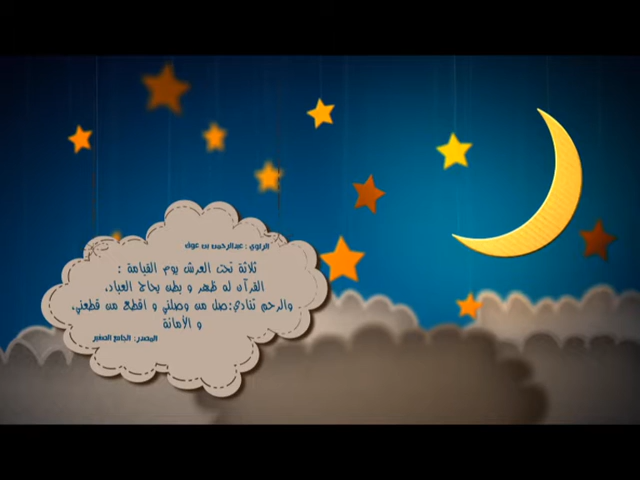 الراوي : عبدالرحمن بن عوف
ثلاثة تحت العرش يوم القيامة :
القرآن له ظهر و بطن يحاج العباد،
والرحم تنادي:صل من وصلني و اقطع من قطعني،
و الأمانة
المصدر: الجامع الصغير